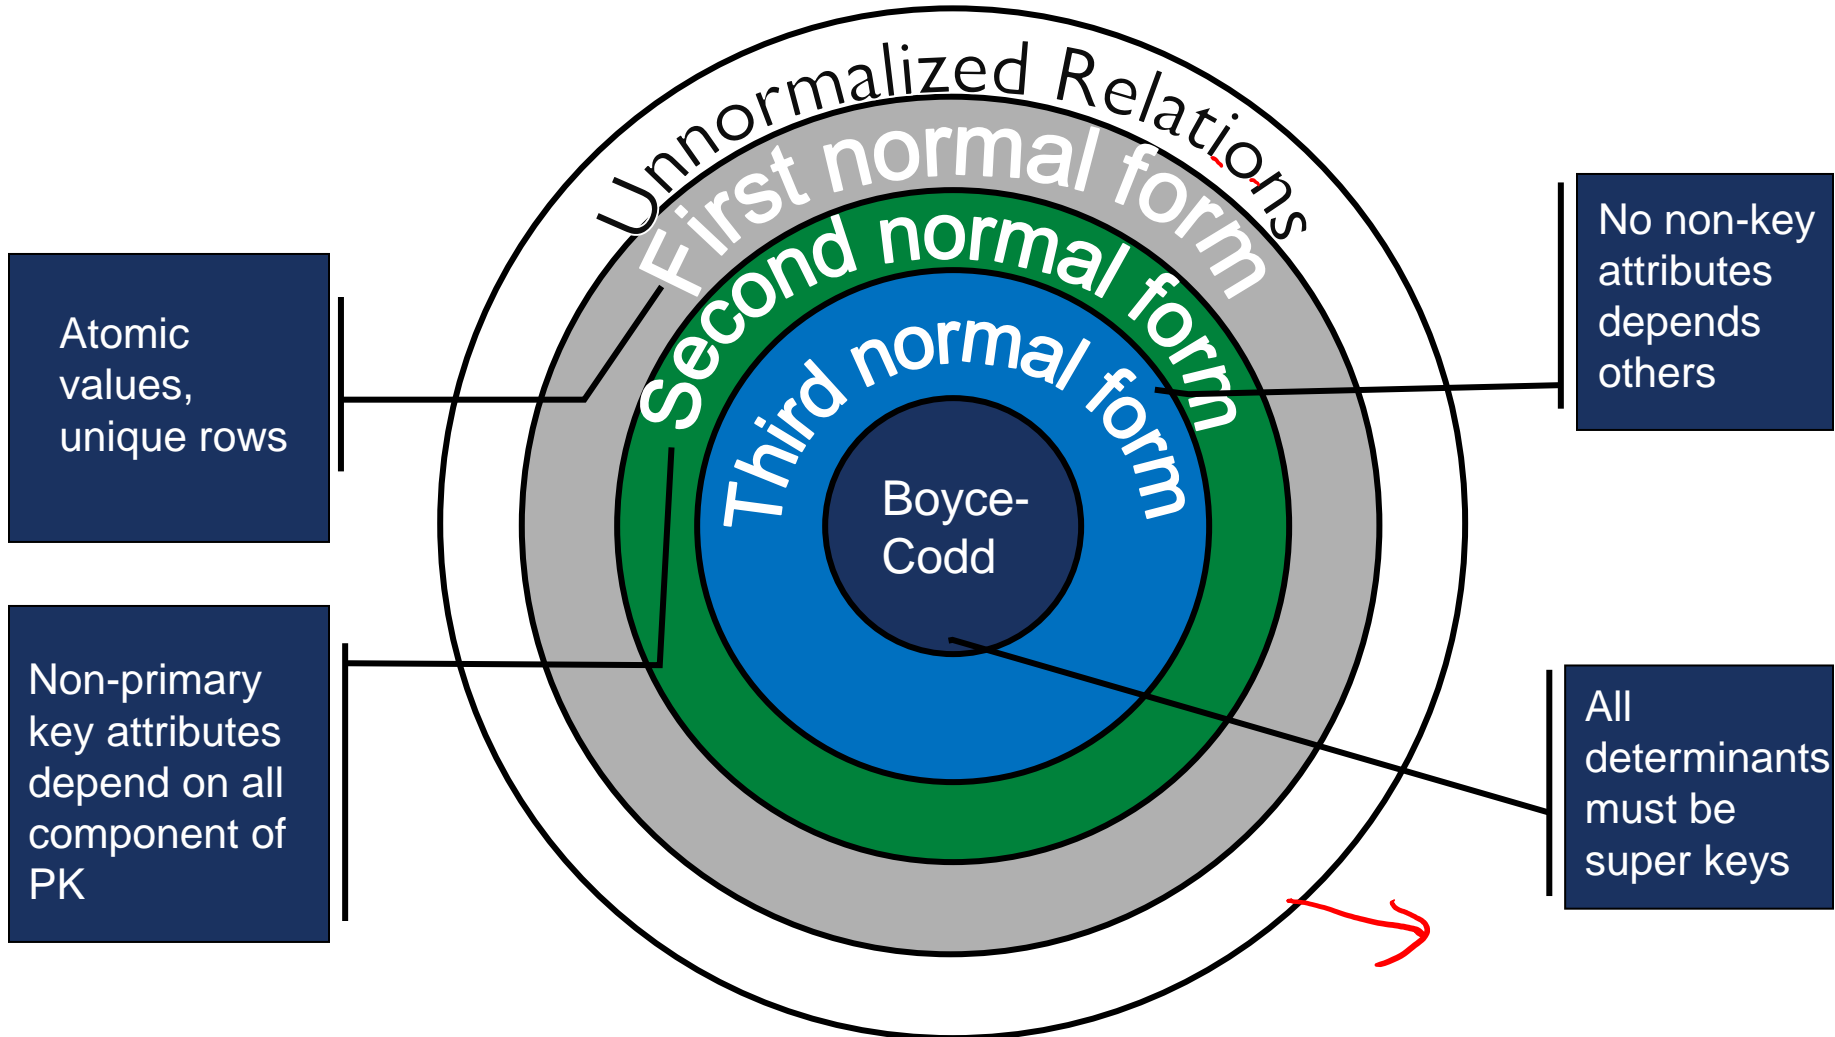 Unnormalized Relations
First normal form
Second normal form
Third normal form
Boyce-
Codd
Atomic
values,
unique rows
Non-primary
key attributes
depend on all
component of
PK
No non-key
attributes
depends
others
All
determinants
must be
super keys